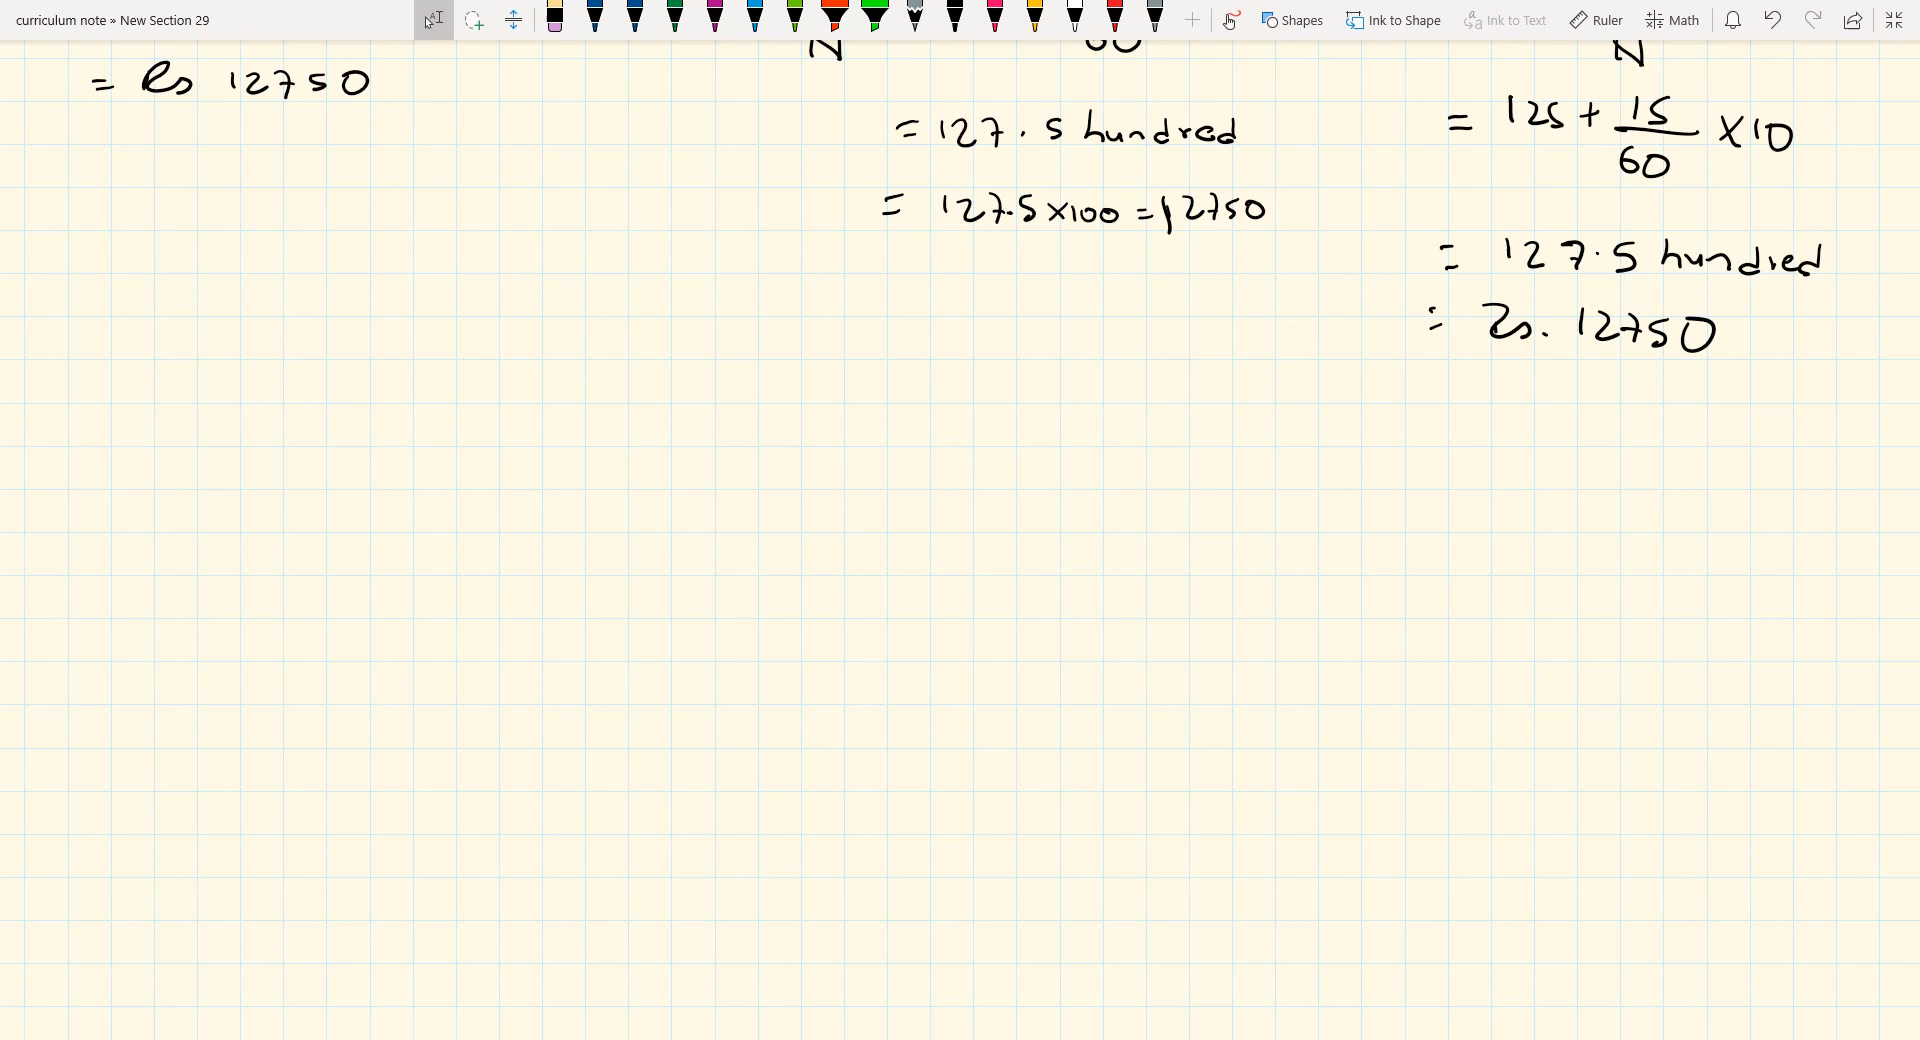 curriculum note » New Section 29
Shapes Ink to Shape Ink to Text Ruler Math
= Rs 12750
N 60
= 127.5 hundred
= 127.5 × 100 = 12750
N
= 125 + 15/60 × 10
= 127.5 hundred
= Rs. 12750